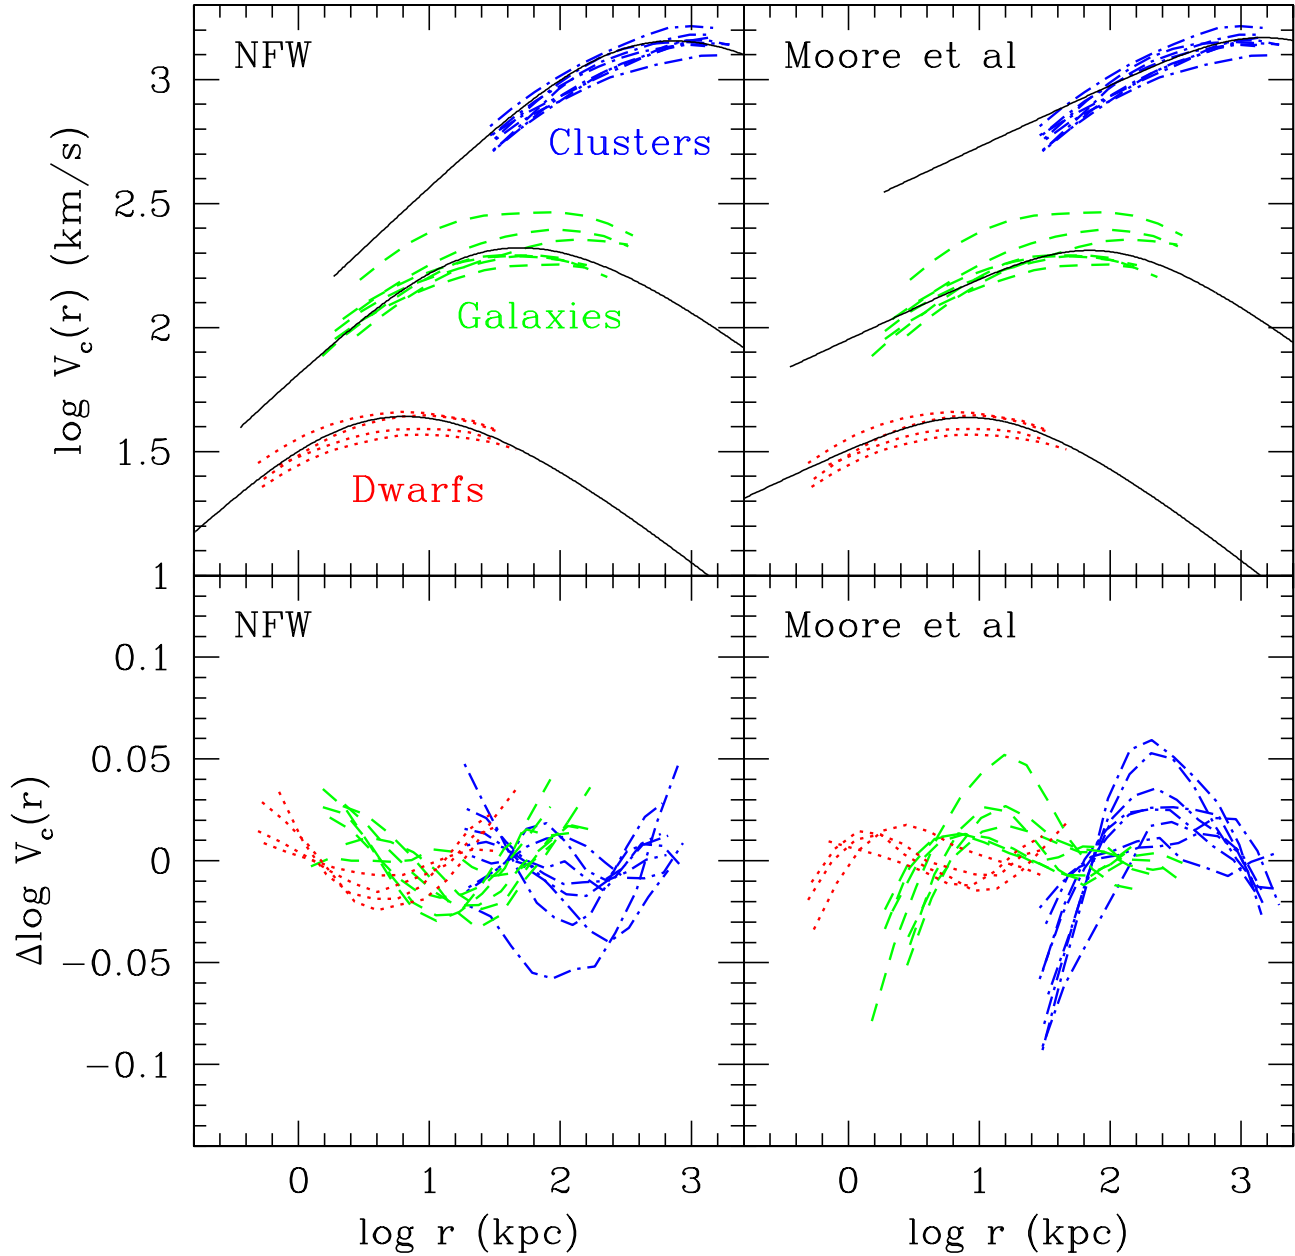 NFW
Moore et al
3
Clusters
2.5
Galaxies
2
1.5
Dwarfs
1
log V_c(r) (km/s)
NFW
Moore et al
0.1
0.05
0
−0.05
−0.1
Δlog V_c(r)
0 1 2 3
0 1 2 3
log r (kpc)
log r (kpc)